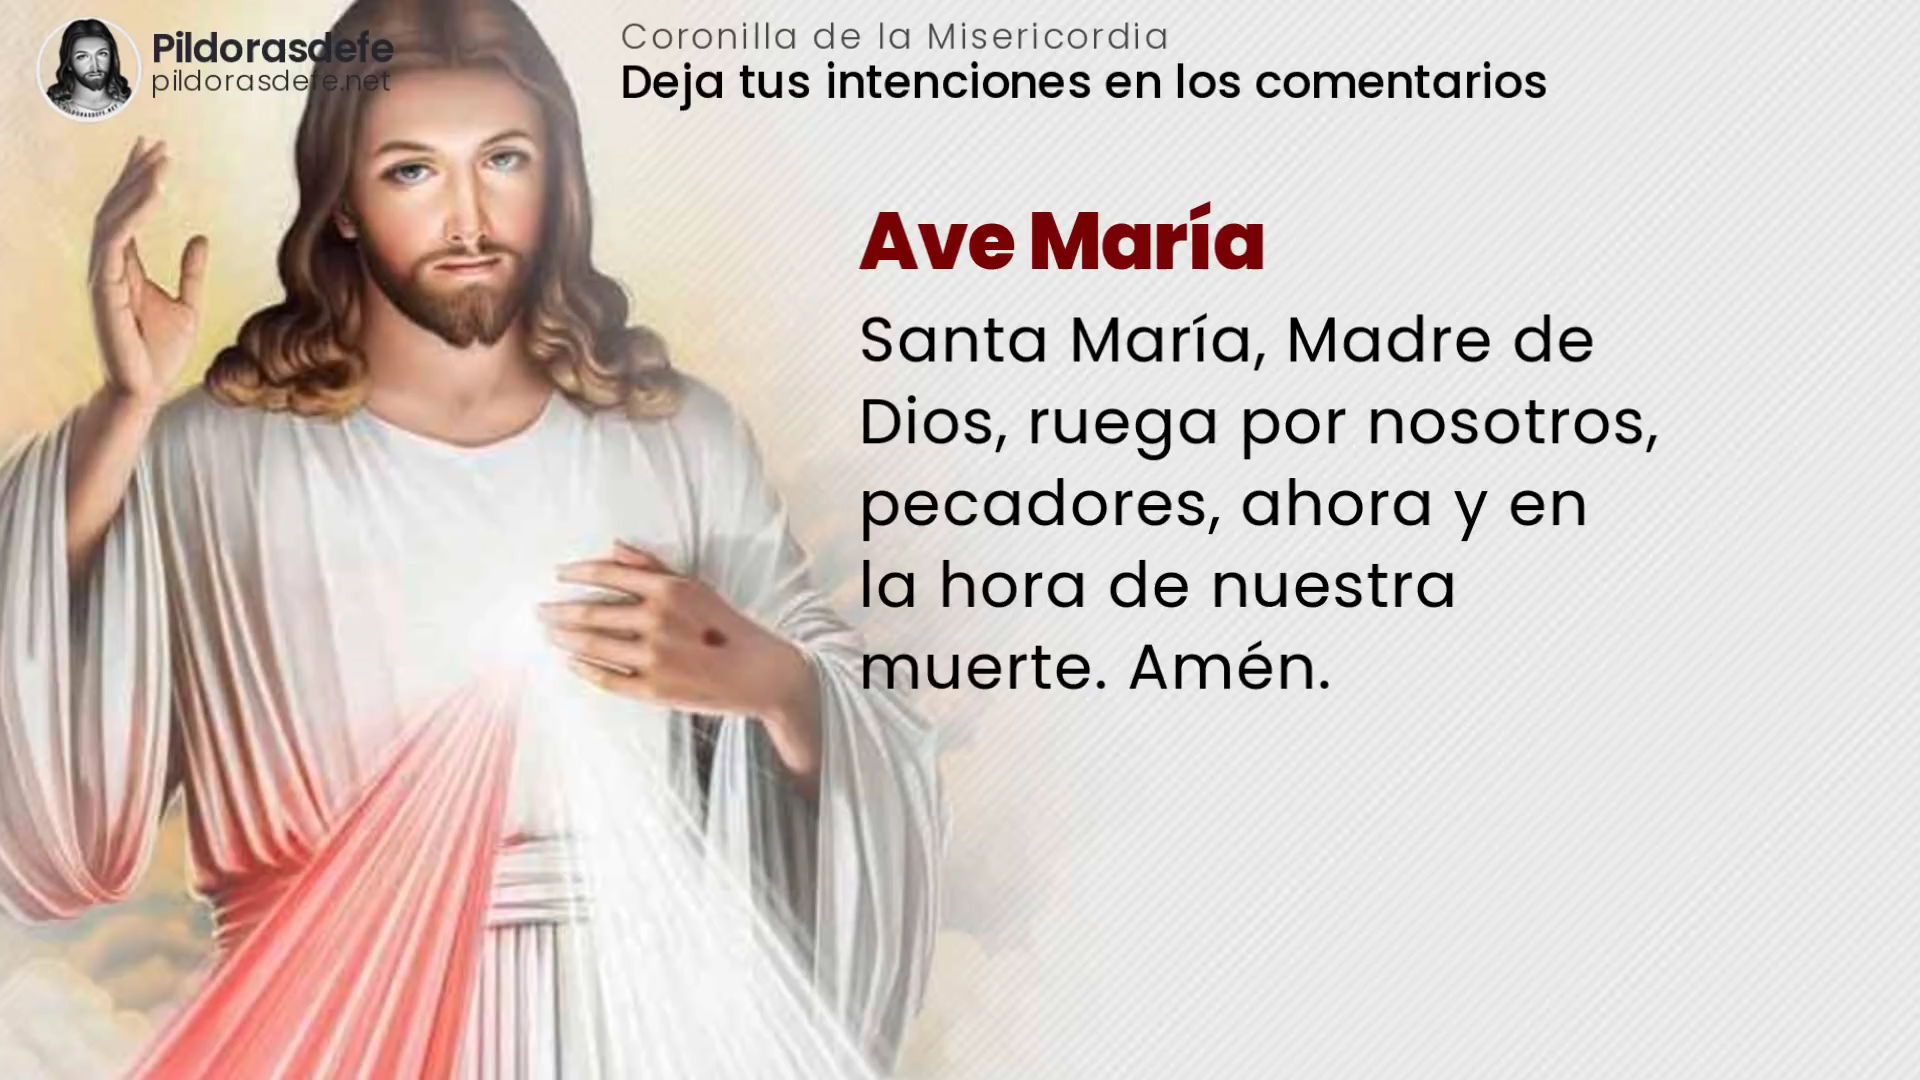 Pildorasdefe
pildorasdefe.net
Coronilla de la Misericordia
Deja tus intenciones en los comentarios
Ave María
Santa María, Madre de
Dios, ruega por nosotros,
pecadores, ahora y en
la hora de nuestra
muerte. Amén.